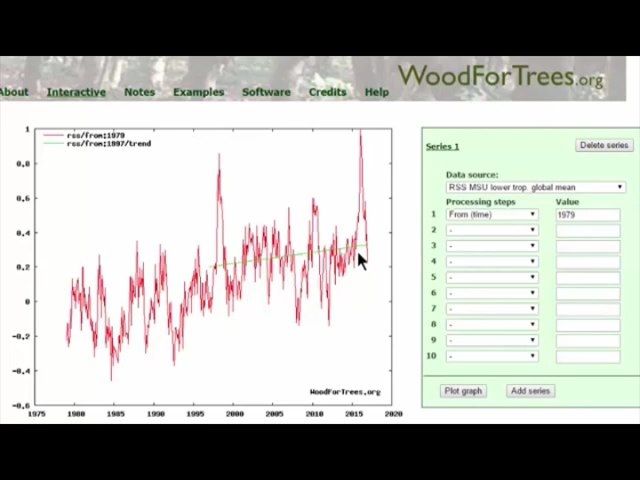 WoodForTrees.org
About Interactive Notes Examples Software Credits Help
rss/from:1979
rss/from:1997/trend
1
0.8
0.6
0.4
0.2
0
-0.2
-0.4
-0.6
1975 1980 1985 1990 1995 2000 2005 2010 2015 2020
WoodForTrees.org
Series 1
Delete series
Data source:
RSS MSU lower trop. global mean
Processing steps Value
1 From (time) 1979
2 -
3 -
4 -
5 -
6 -
7 -
8 -
9 -
10 -
Plot graph Add series